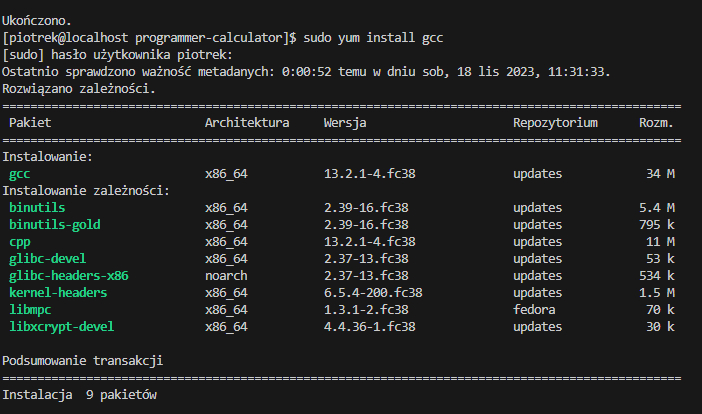 Ukończono.
[piotrek@localhost programmer-calculator]$ sudo yum install gcc
[sudo] hasło użytkownika piotrek:
Ostatnio sprawdzono ważność metadanych: 0:00:52 temu w dniu sob, 18 lis 2023, 11:31:33.
Rozwiązano zależności.
================================================================================
Pakiet Architektura Wersja Repozytorium Rozm.
================================================================================
Instalowanie:
gcc x86_64 13.2.1-4.fc38 updates 34 M
Instalowanie zależności:
binutils x86_64 2.39-16.fc38 updates 5.4 M
binutils-gold x86_64 2.39-16.fc38 updates 795 k
cpp x86_64 13.2.1-4.fc38 updates 11 M
glibc-devel x86_64 2.37-13.fc38 updates 53 k
glibc-headers-x86 noarch 2.37-13.fc38 updates 534 k
kernel-headers x86_64 6.5.4-200.fc38 updates 1.5 M
libmpc x86_64 1.3.1-2.fc38 fedora 70 k
libxcrypt-devel x86_64 4.4.36-1.fc38 updates 30 k
Podsumowanie transakcji
================================================================================
Instalacja 9 pakietów